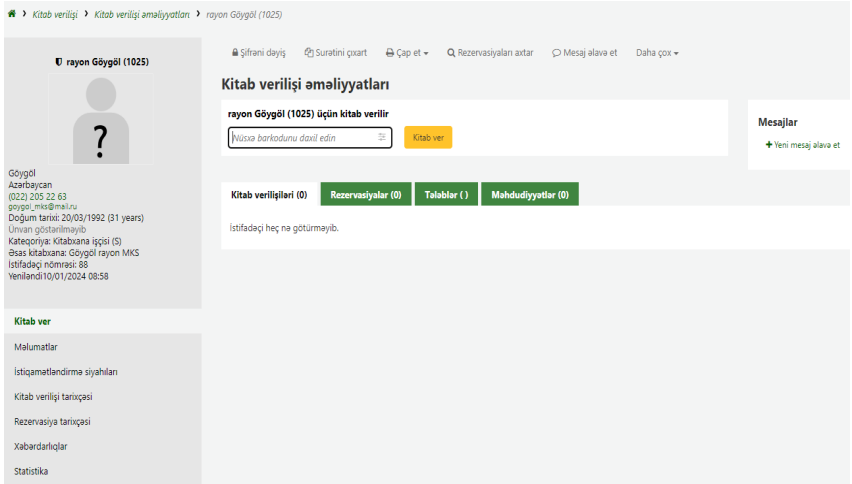 Kitab verilişi > Kitab verilişi əməliyyatları > rayon Göygöl (1025)
rayon Göygöl (1025)
?
Göygöl
Azərbaycan
(022) 205 22 63
goygol_mks@mail.ru
Doğum tarixi: 20/03/1992 (31 years)
Ünvan göstərilməyib
Kateqoriya: Kitabxana işçisi (S)
Əsas kitabxana: Göygöl rayon MKS
İstifadəçi nömrəsi: 88
Yeniləndi10/01/2024 08:58
Kitab ver
Məlumatlar
İstiqamətləndirmə siyahıları
Kitab verilişi tarixçəsi
Rezervasiya tarixçəsi
Xəbərdarlıqlar
Statistika
Şifrəni dəyiş Surətini çıxart Çap et Rezervasiyaları axtar Mesaj əlavə et Daha çox
Kitab verilişi əməliyyatları
rayon Göygöl (1025) üçün kitab verilir
Nüsxə barkodunu daxil edin Kitab ver
Kitab verilişiləri (0) Rezervasiyalar (0) Tələblər ( ) Məhdudiyyətlər (0)
İstifadəçi heç nə götürməyib.
Mesajlar
+ Yeni mesaj əlavə et